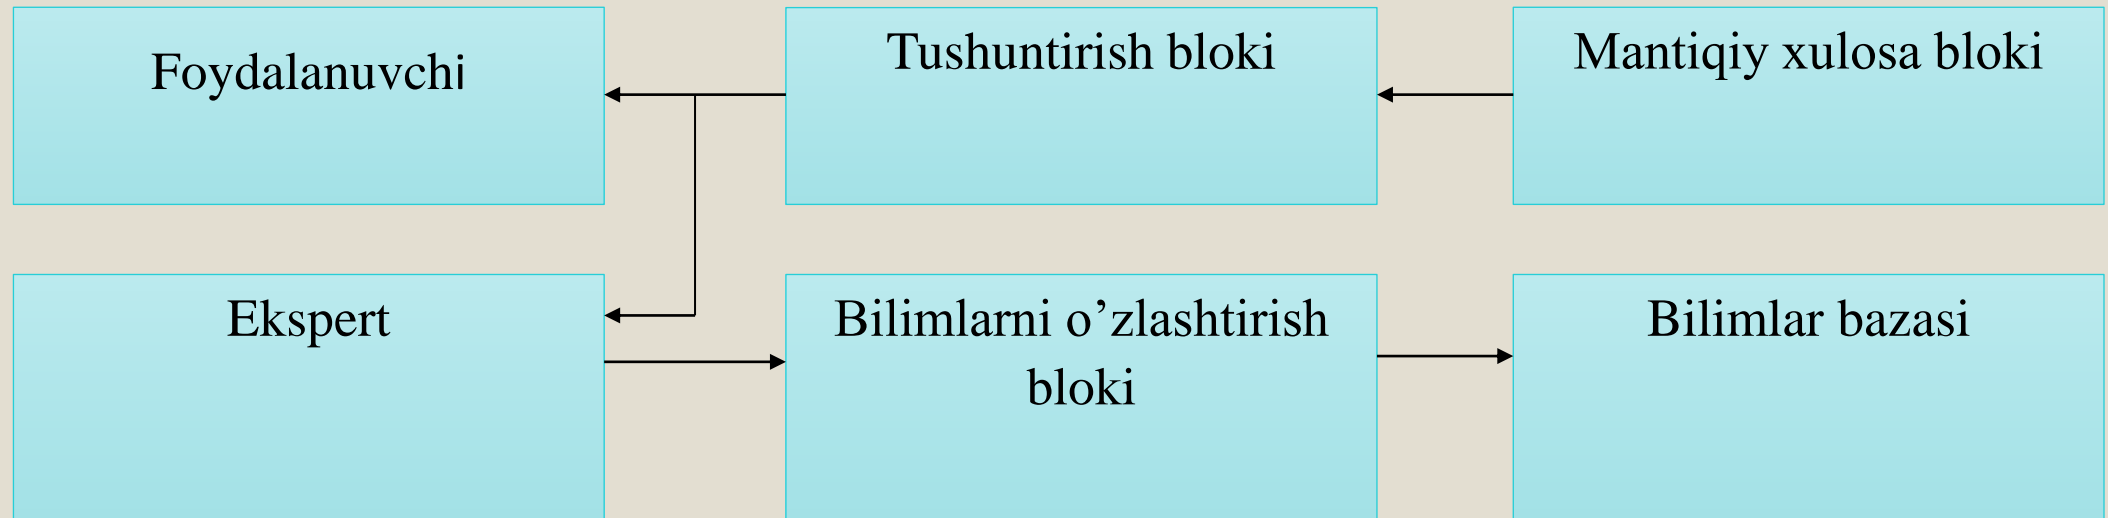 Foydalanuvchi
Tushuntirish bloki
Mantiqiy xulosa bloki
Ekspert
Bilimlarni o’zlashtirish
bloki
Bilimlar bazasi